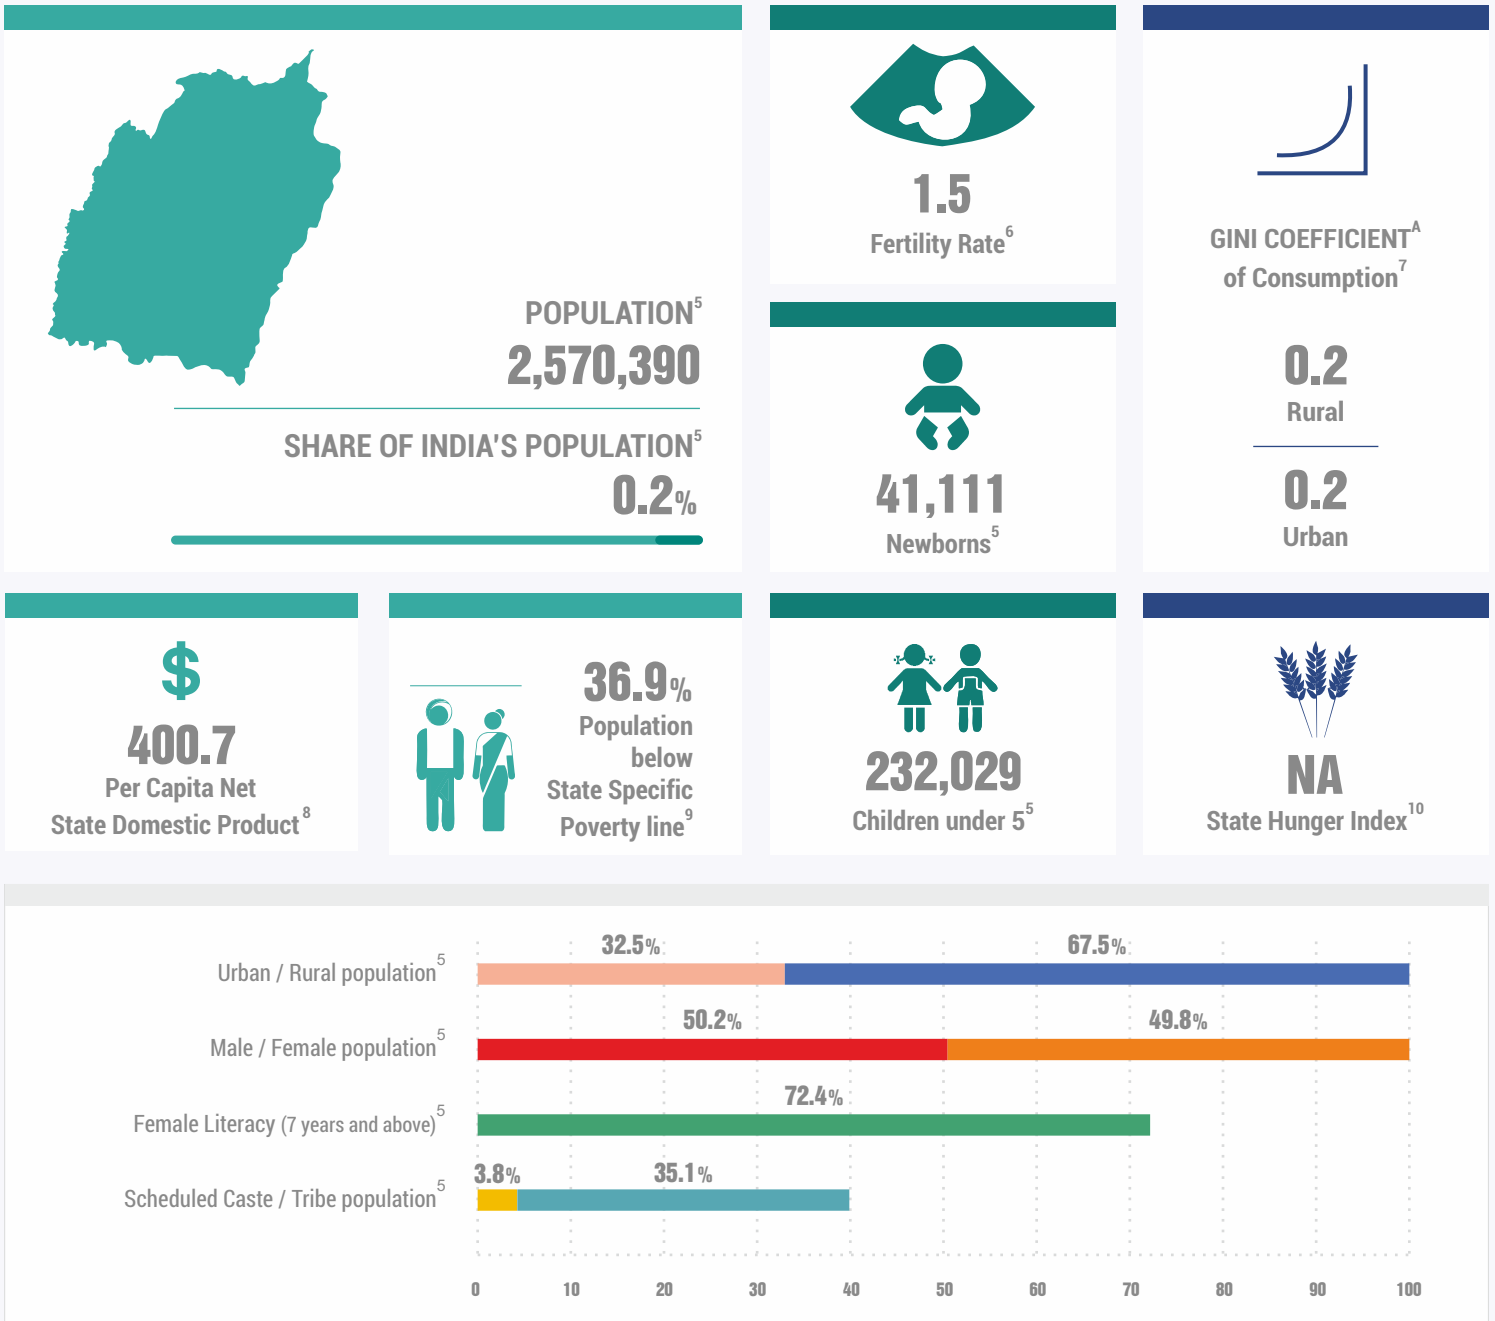 POPULATION5
2,570,390
SHARE OF INDIA'S POPULATION5
0.2%
1.5
Fertility Rate6
41,111
Newborns5
GINI COEFFICIENTA
of Consumption7
0.2
Rural
0.2
Urban
$
400.7
Per Capita Net
State Domestic Product8
36.9%
Population
below
State Specific
Poverty line9
232,029
Children under 55
NA
State Hunger Index10
Urban / Rural population5
32.5% 67.5%
Male / Female population5
50.2% 49.8%
Female Literacy (7 years and above)5
72.4%
Scheduled Caste / Tribe population5
3.8% 35.1%
0 10 20 30 40 50 60 70 80 90 100